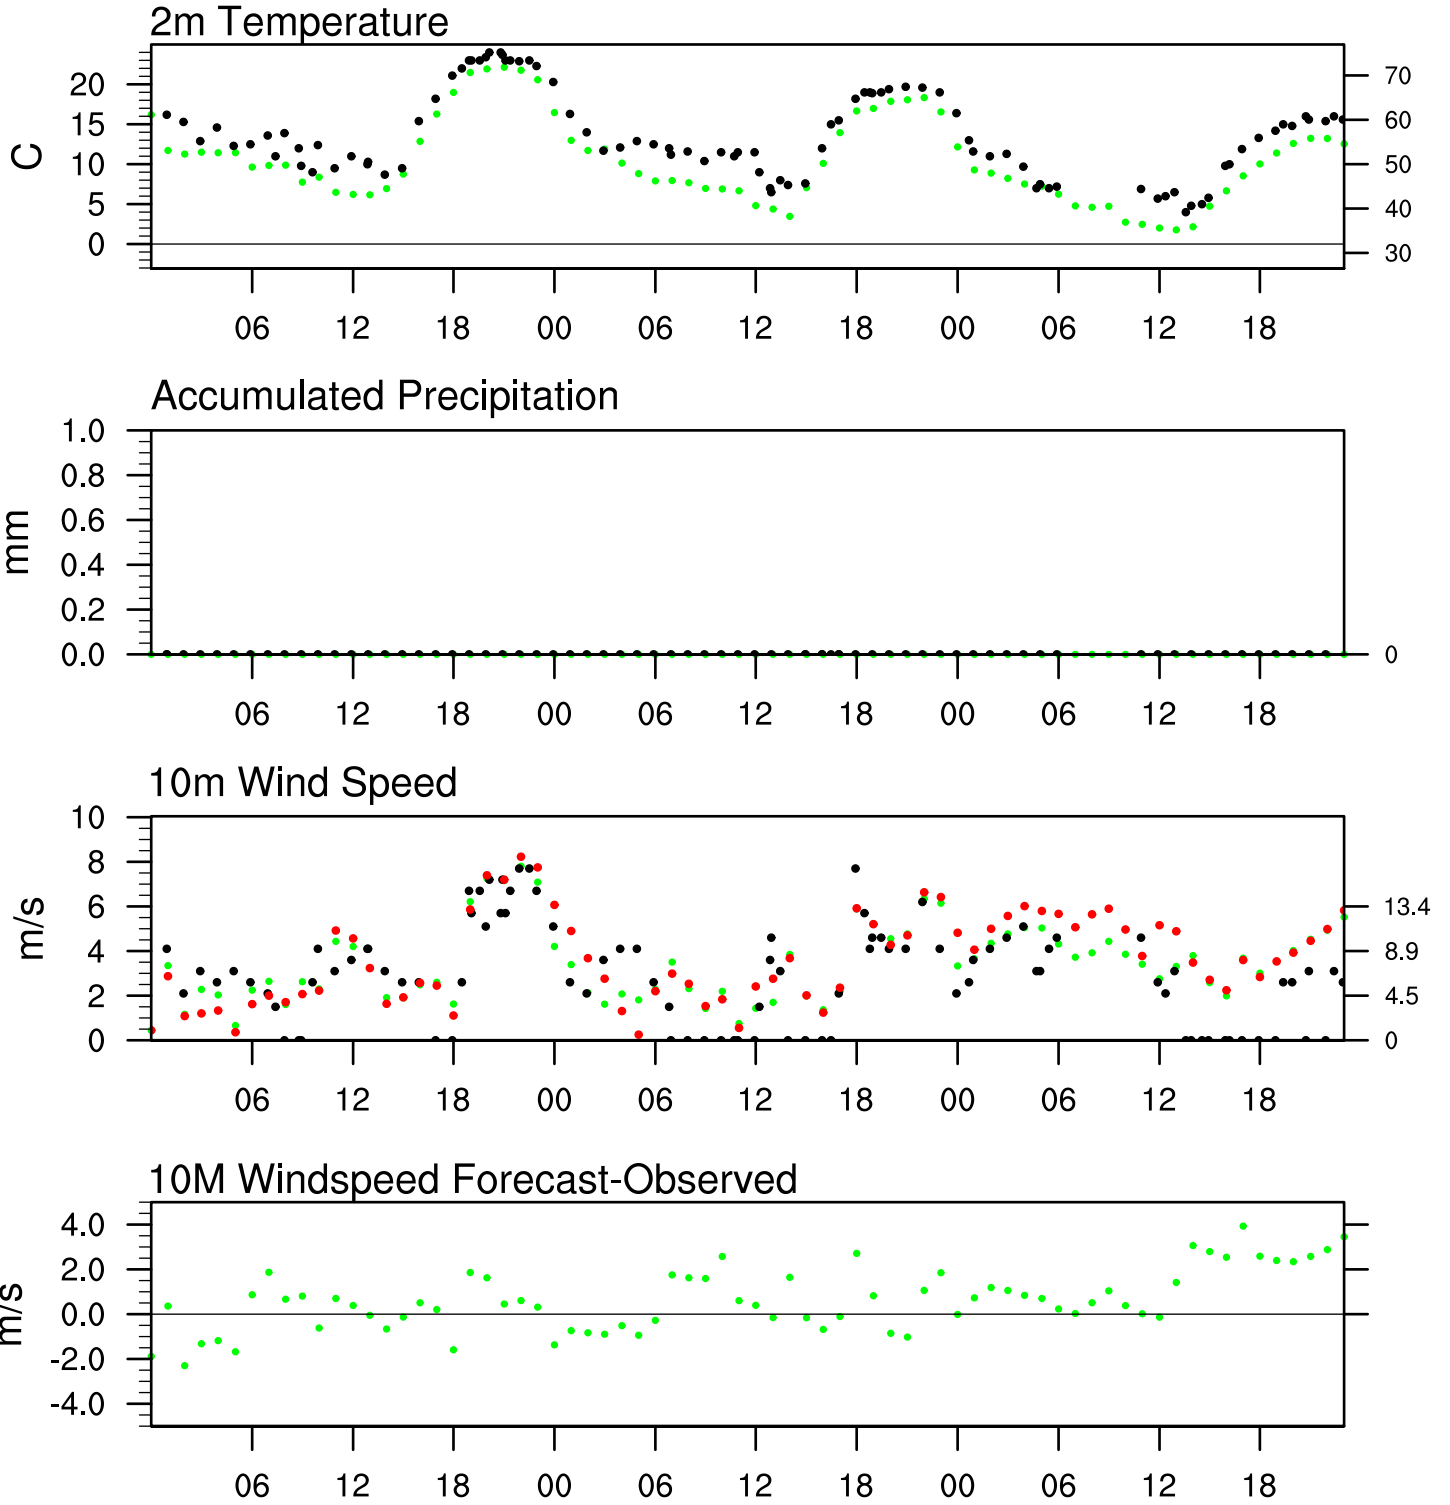 2m Temperature
C
20
15
10
5
0
70
60
50
40
30
06 12 18 00 06 12 18 00 06 12 18
Accumulated Precipitation
mm
1.0
0.8
0.6
0.4
0.2
0.0
0
06 12 18 00 06 12 18 00 06 12 18
10m Wind Speed
m/s
10
8
6
4
2
0
13.4
8.9
4.5
0
06 12 18 00 06 12 18 00 06 12 18
10M Windspeed Forecast-Observed
m/s
4.0
2.0
0.0
-2.0
-4.0
06 12 18 00 06 12 18 00 06 12 18